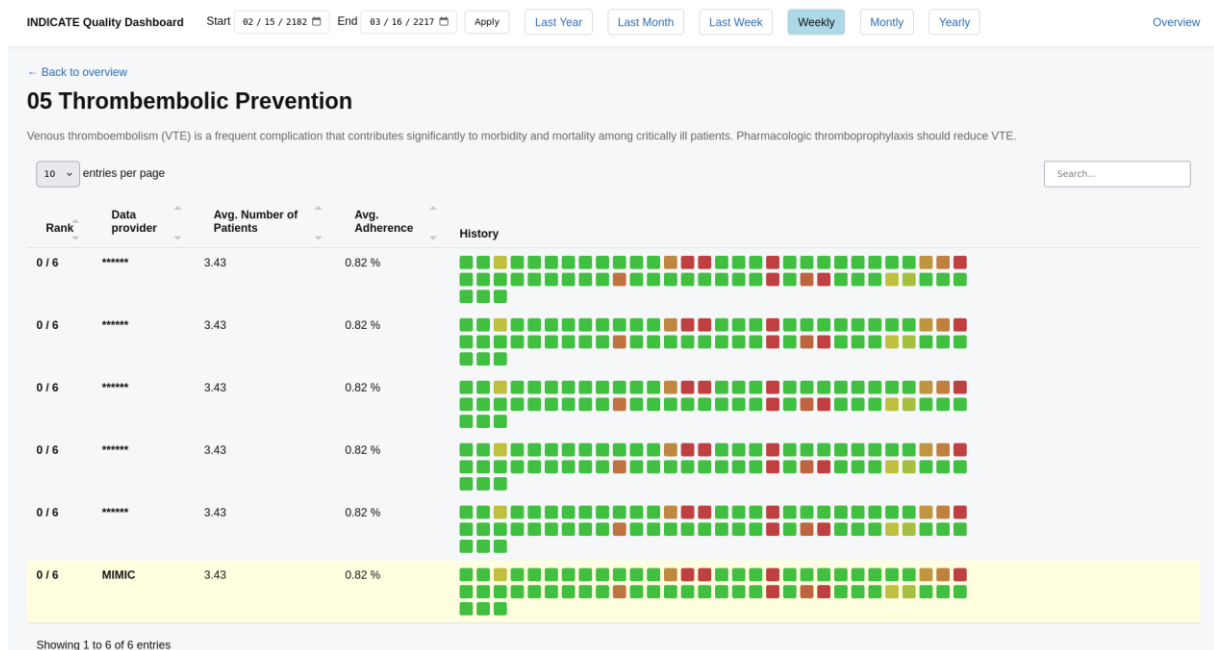 INDICATE Quality Dashboard Start 02 / 15 / 2182 End 03 / 16 / 2217 Apply Last Year Last Month Last Week Weekly Montly Yearly Overview
← Back to overview
05 Thrombembolic Prevention
Venous thromboembolism (VTE) is a frequent complication that contributes significantly to morbidity and mortality among critically ill patients. Pharmacologic thromboprophylaxis should reduce VTE.
10 entries per page Search...
Rank Data provider Avg. Number of Patients Avg. Adherence History
0 / 6 ****** 3.43 0.82 %
0 / 6 ****** 3.43 0.82 %
0 / 6 ****** 3.43 0.82 %
0 / 6 ****** 3.43 0.82 %
0 / 6 ****** 3.43 0.82 %
0 / 6 MIMIC 3.43 0.82 %
Showing 1 to 6 of 6 entries